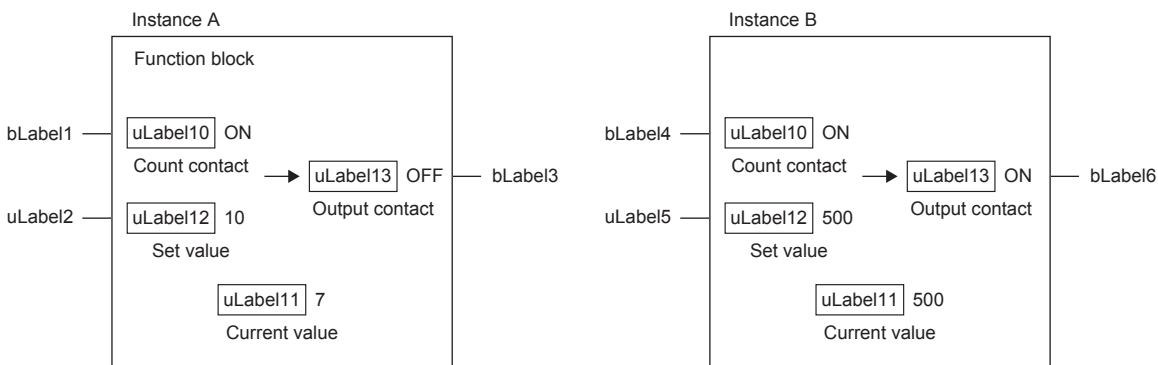 Instance A
Function block
bLabel1
uLabel10 ON
Count contact
uLabel13 OFF
bLabel3
Output contact
uLabel2
uLabel12 10
Set value
uLabel11 7
Current value
Instance B
bLabel4
uLabel10 ON
Count contact
uLabel13 ON
bLabel6
Output contact
uLabel5
uLabel12 500
Set value
uLabel11 500
Current value